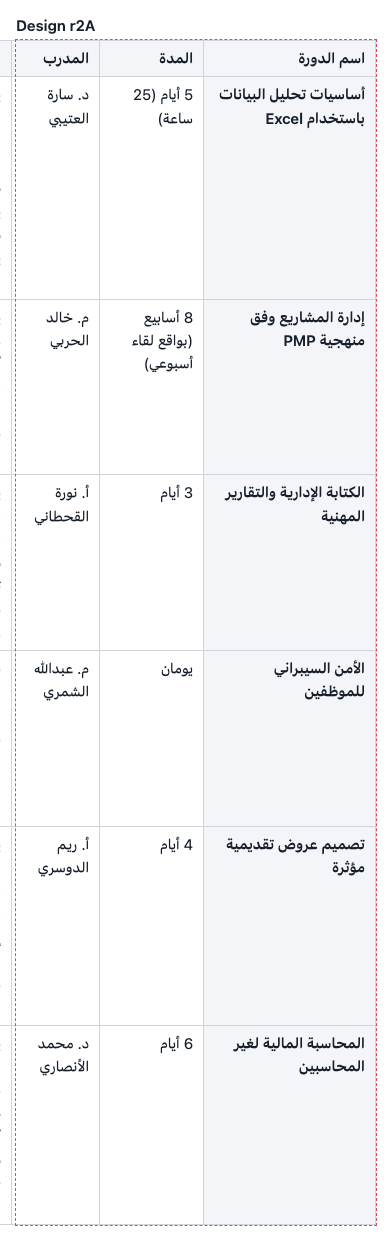 Design r2A
اسم الدورة
المدة
المدرب
أساسيات تحليل البيانات
باستخدام Excel
5 أيام (25
ساعة)
د. سارة
العتيبي
إدارة المشاريع وفق
منهجية PMP
8 أسابيع
(بواقع لقاء
أسبوعي)
م. خالد
الحربي
الكتابة الإدارية والتقارير
المهنية
3 أيام
أ. نورة
القحطاني
الأمن السيبراني
للموظفين
يومان
م. عبدالله
الشمري
تصميم عروض تقديمية
مؤثرة
4 أيام
أ. ريم
الدوسري
المحاسبة المالية لغير
المحاسبين
6 أيام
د. محمد
الأنصاري